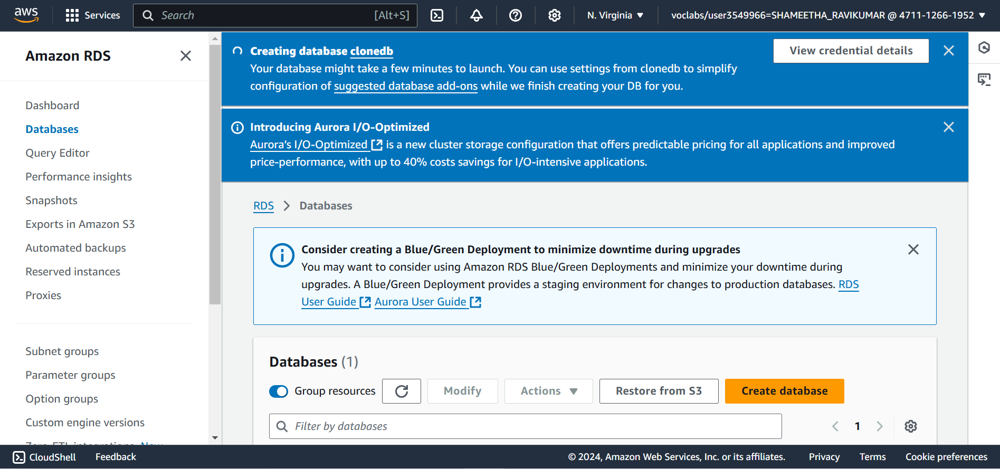 aws
Services
Search
[Alt+S]
N. Virginia
voclabs/user3549966=SHAMEETHA_RAVIKUMAR @ 4711-1266-1952
Amazon RDS
Dashboard
Databases
Query Editor
Performance insights
Snapshots
Exports in Amazon S3
Automated backups
Reserved instances
Proxies
Subnet groups
Parameter groups
Option groups
Custom engine versions
Zero-ETL integrations New
Creating database clonedb
Your database might take a few minutes to launch. You can use settings from clonedb to simplify
configuration of suggested database add-ons while we finish creating your DB for you.
View credential details
Introducing Aurora I/O-Optimized
Aurora's I/O-Optimized is a new cluster storage configuration that offers predictable pricing for all applications and improved
price-performance, with up to 40% costs savings for I/O-intensive applications.
RDS > Databases
Consider creating a Blue/Green Deployment to minimize downtime during upgrades
You may want to consider using Amazon RDS Blue/Green Deployments and minimize your downtime during
upgrades. A Blue/Green Deployment provides a staging environment for changes to production databases. RDS
User Guide Aurora User Guide
Databases (1)
Group resources
Modify
Actions
Restore from S3
Create database
Filter by databases
1
CloudShell
Feedback
© 2024, Amazon Web Services, Inc. or its affiliates.
Privacy
Terms
Cookie preferences